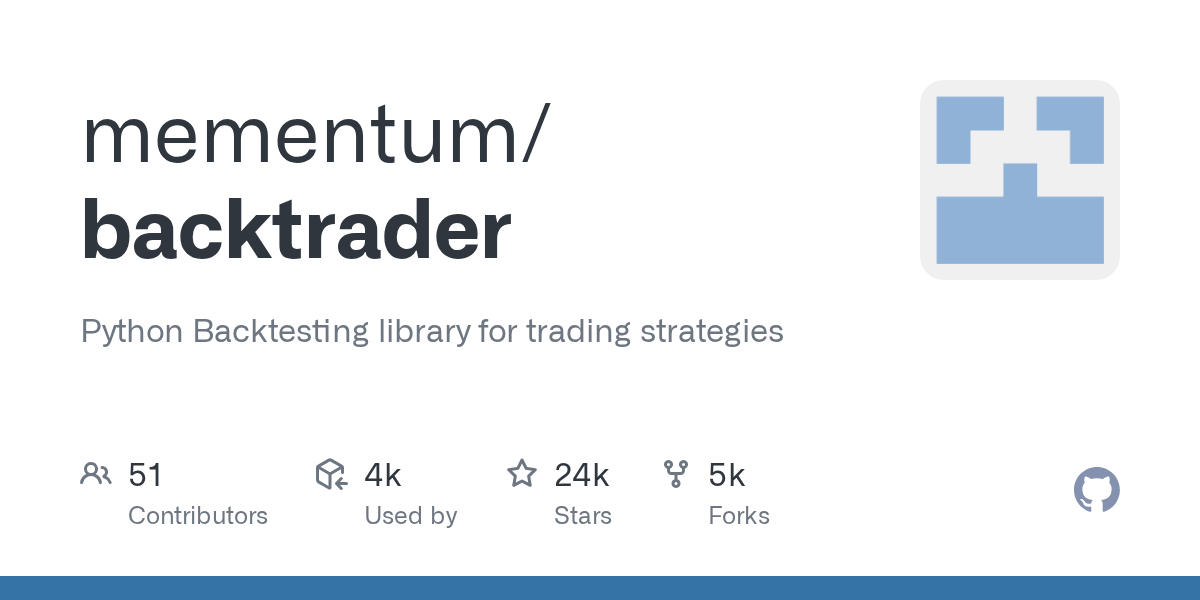 mementum/
backtrader
Python Backtesting library for trading strategies
51 4k 24k 5k
Contributors Used by Stars Forks